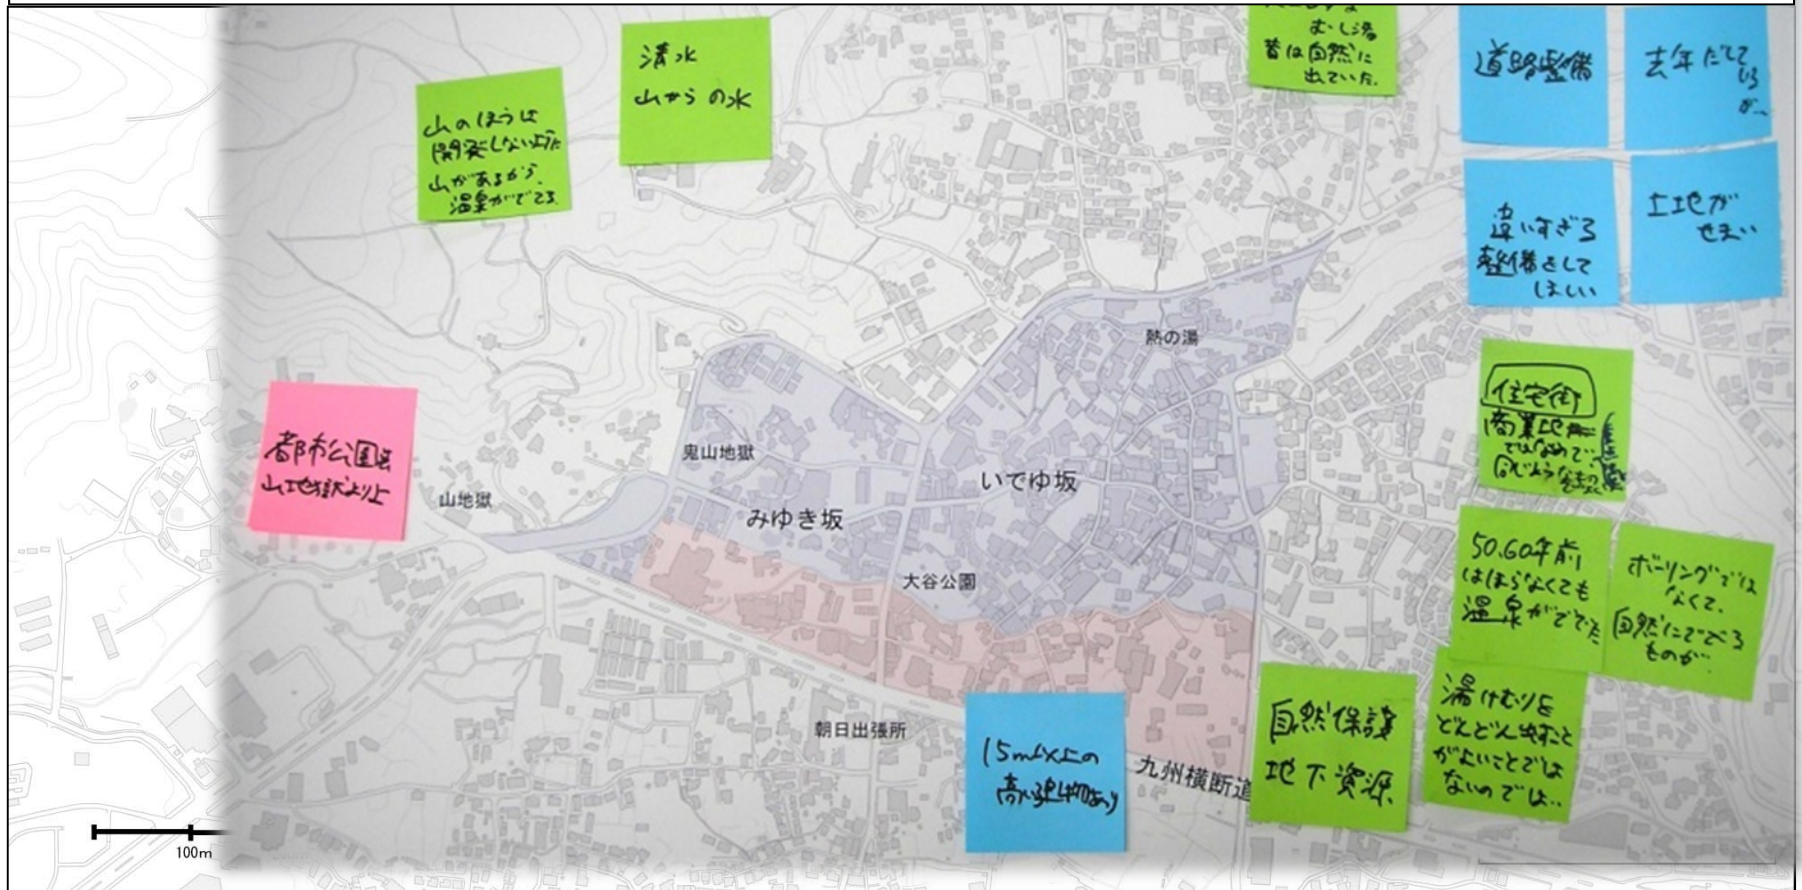 山のほうは
開発しないように
山があるから、
温泉がでてる
清水
山からの水
むし湯
昔は自然に
出ていた。
道路整備
去年だして
いる
が…
違いすぎる
整備をして
ほしい
土地が
せまい
都市公園
山地獄より上
住宅街
商業地
ではなので、
同じような
50.60年前
はほらなくても
温泉がでてた
ボーリングでは
なくて、
自然にでてくる
ものが…
自然保護
地下資源
湯けむりを
どんどん出すこと
がよいことでは
ないのでは…
15m以上の
高い建物あり
熱の湯
鬼山地獄
いでゆ坂
山地獄
みゆき坂
大谷公園
朝日出張所
九州横断道
100m